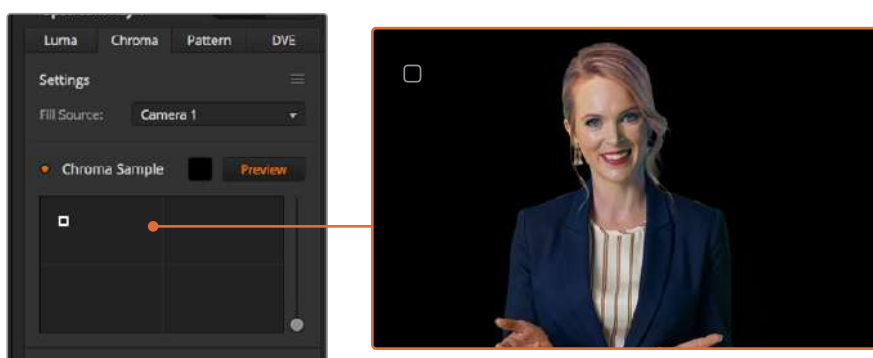 Luma Chroma Pattern DVE
Settings
Fill Source: Camera 1
Chroma Sample Preview